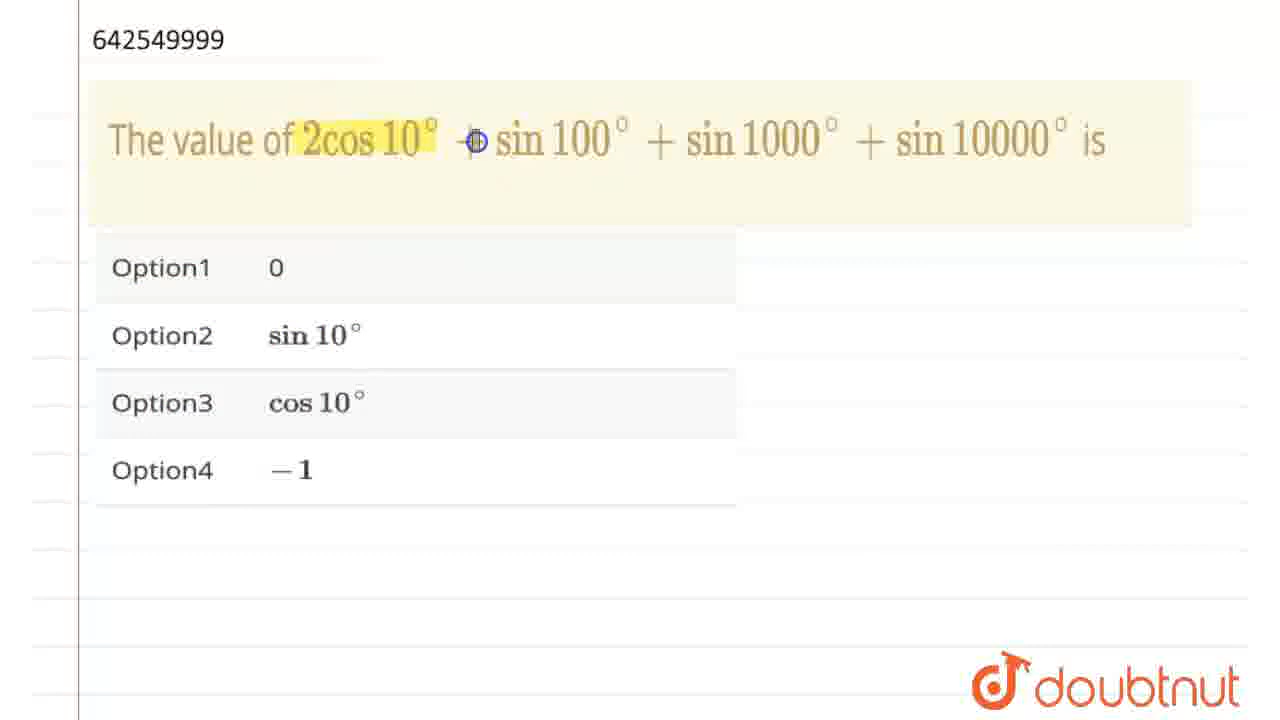 642549999
The value of 2cos 10° + sin 100° + sin 1000° + sin 10000° is
Option1 0
Option2 sin 10°
Option3 cos 10°
Option4 −1
doubtnut